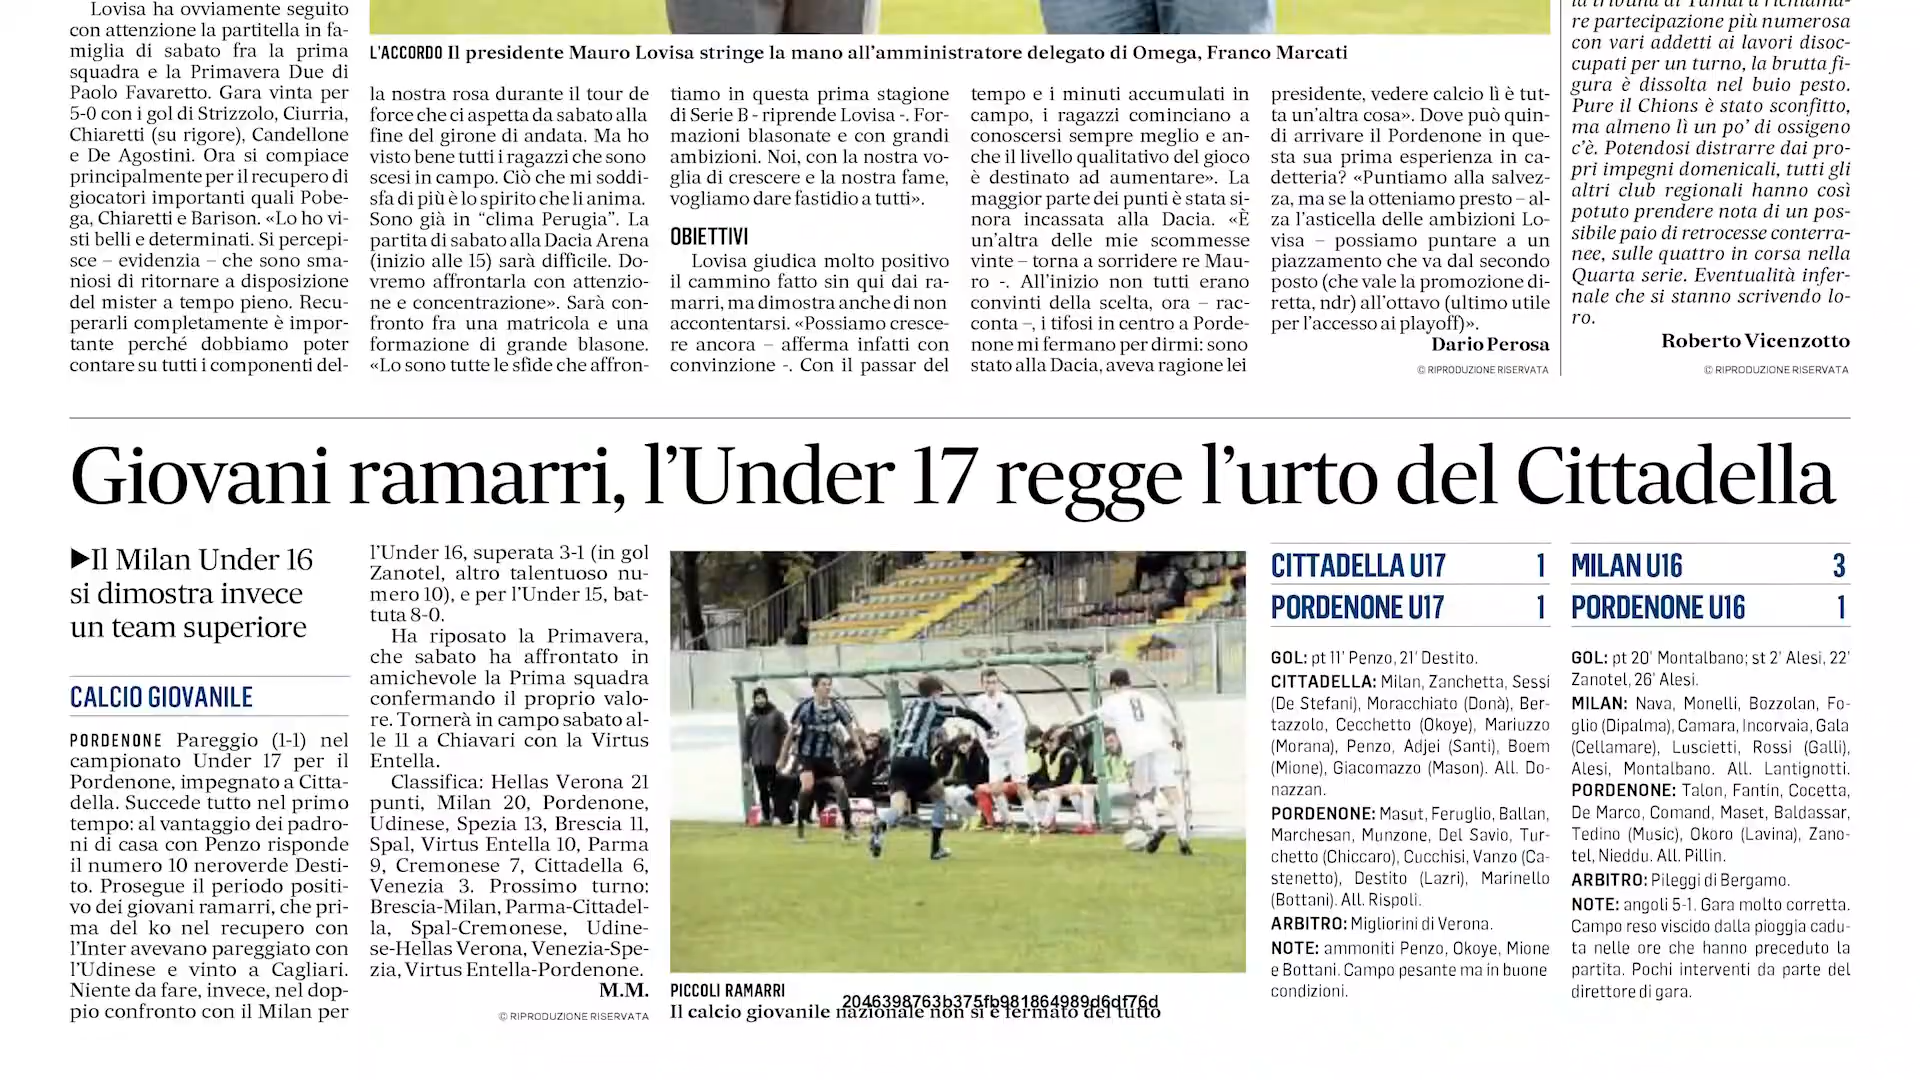 Lovisa ha ovviamente seguito
con attenzione la partitella in fa-
miglia di sabato fra la prima
squadra e la Primavera Due di
Paolo Favaretto. Gara vinta per
5-0 con i gol di Strizzolo, Ciurria,
Chiaretti (su rigore), Candellone
e De Agostini. Ora si compiace
principalmente per il recupero di
giocatori importanti quali Pobe-
ga, Chiaretti e Barison. «Lo ho vi-
sti belli e determinati. Si percepi-
sce – evidenzia – che sono sma-
niosi di ritornare a disposizione
del mister a tempo pieno. Recu-
perarli completamente è impor-
tante perché dobbiamo poter
contare su tutti i componenti del-
L'ACCORDO Il presidente Mauro Lovisa stringe la mano all'amministratore delegato di Omega, Franco Marcati
la nostra rosa durante il tour de
force che ci aspetta da sabato alla
fine del girone di andata. Ma ho
visto bene tutti i ragazzi che sono
scesi in campo. Ciò che mi soddi-
sfa di più è lo spirito che li anima.
Sono già in “clima Perugia”. La
partita di sabato alla Dacia Arena
(inizio alle 15) sarà difficile. Do-
vremo affrontarla con attenzio-
ne e concentrazione». Sarà con-
fronto fra una matricola e una
formazione di grande blasone.
«Lo sono tutte le sfide che affron-
tiamo in questa prima stagione
di Serie B - riprende Lovisa -. For-
mazioni blasonate e con grandi
ambizioni. Noi, con la nostra vo-
glia di crescere e la nostra fame,
vogliamo dare fastidio a tutti».
OBIETTIVI
Lovisa giudica molto positivo
il cammino fatto sin qui dai ra-
marri, ma dimostra anche di non
accontentarsi. «Possiamo cresce-
re ancora – afferma infatti con
convinzione -. Con il passar del
tempo e i minuti accumulati in
campo, i ragazzi cominciano a
conoscersi sempre meglio e an-
che il livello qualitativo del gioco
è destinato ad aumentare». La
maggior parte dei punti è stata si-
nora incassata alla Dacia. «È
un'altra delle mie scommesse
vinte – torna a sorridere re Mau-
ro -. All'inizio non tutti erano
convinti della scelta, ora – rac-
conta –, i tifosi in centro a Porde-
none mi fermano per dirmi: sono
stato alla Dacia, aveva ragione lei
presidente, vedere calcio lì è tut-
ta un'altra cosa». Dove può quin-
di arrivare il Pordenone in que-
sta sua prima esperienza in ca-
detteria? «Puntiamo alla salvez-
za, ma se la otteniamo presto – al-
za l'asticella delle ambizioni Lo-
visa – possiamo puntare a un
piazzamento che va dal secondo
posto (che vale la promozione di-
retta, ndr) all'ottavo (ultimo utile
per l'accesso ai playoff)».
Dario Perosa
© RIPRODUZIONE RISERVATA
la tribuna di Tamai a richiama-
re partecipazione più numerosa
con vari addetti ai lavori disoc-
cupati per un turno, la brutta fi-
gura è dissolta nel buio pesto.
Pure il Chions è stato sconfitto,
ma almeno lì un po' di ossigeno
c'è. Potendosi distrarre dai pro-
pri impegni domenicali, tutti gli
altri club regionali hanno così
potuto prendere nota di un pos-
sibile paio di retrocesse conterra-
nee, sulle quattro in corsa nella
Quarta serie. Eventualità infer-
nale che si stanno scrivendo lo-
ro.
Roberto Vicenzotto
© RIPRODUZIONE RISERVATA
Giovani ramarri, l'Under 17 regge l'urto del Cittadella
▶Il Milan Under 16
si dimostra invece
un team superiore
CALCIO GIOVANILE
PORDENONE Pareggio (1-1) nel
campionato Under 17 per il
Pordenone, impegnato a Citta-
della. Succede tutto nel primo
tempo: al vantaggio dei padro-
ni di casa con Penzo risponde
il numero 10 neroverde Desti-
to. Prosegue il periodo positi-
vo dei giovani ramarri, che pri-
ma del ko nel recupero con
l'Inter avevano pareggiato con
l'Udinese e vinto a Cagliari.
Niente da fare, invece, nel dop-
pio confronto con il Milan per
l'Under 16, superata 3-1 (in gol
Zanotel, altro talentuoso nu-
mero 10), e per l'Under 15, bat-
tuta 8-0.
Ha riposato la Primavera,
che sabato ha affrontato in
amichevole la Prima squadra
confermando il proprio valo-
re. Tornerà in campo sabato al-
le 11 a Chiavari con la Virtus
Entella.
Classifica: Hellas Verona 21
punti, Milan 20, Pordenone,
Udinese, Spezia 13, Brescia 11,
Spal, Virtus Entella 10, Parma
9, Cremonese 7, Cittadella 6,
Venezia 3. Prossimo turno:
Brescia-Milan, Parma-Cittadel-
la, Spal-Cremonese, Udine-
se-Hellas Verona, Venezia-Spe-
zia, Virtus Entella-Pordenone.
M.M.
© RIPRODUZIONE RISERVATA
11
8
PICCOLI RAMARRI
2046398763b375fb981864989d6df76d
Il calcio giovanile nazionale non si è fermato del tutto
CITTADELLA U17 1
PORDENONE U17 1
GOL: pt 11' Penzo, 21' Destito.
CITTADELLA: Milan, Zanchetta, Sessi
(De Stefani), Moracchiato (Donà), Ber-
tazzolo, Cecchetto (Okoye), Mariuzzo
(Morana), Penzo, Adjei (Santi), Boem
(Mione), Giacomazzo (Mason). All. Do-
nazzan.
PORDENONE: Masut, Feruglio, Ballan,
Marchesan, Munzone, Del Savio, Tur-
chetto (Chiccaro), Cucchisi, Vanzo (Ca-
stenetto), Destito (Lazri), Marinello
(Bottani). All. Rispoli.
ARBITRO: Migliorini di Verona.
NOTE: ammoniti Penzo, Okoye, Mione
e Bottani. Campo pesante ma in buone
condizioni.
MILAN U16 3
PORDENONE U16 1
GOL: pt 20' Montalbano; st 2' Alesi, 22'
Zanotel, 26' Alesi.
MILAN: Nava, Monelli, Bozzolan, Fo-
glio (Dipalma), Camara, Incorvaia, Gala
(Cellamare), Luscietti, Rossi (Galli),
Alesi, Montalbano. All. Lantignotti.
PORDENONE: Talon, Fantin, Cocetta,
De Marco, Comand, Maset, Baldassar,
Tedino (Music), Okoro (Lavina), Zano-
tel, Nieddu. All. Pillin.
ARBITRO: Pileggi di Bergamo.
NOTE: angoli 5-1. Gara molto corretta.
Campo reso viscido dalla pioggia cadu-
ta nelle ore che hanno preceduto la
partita. Pochi interventi da parte del
direttore di gara.